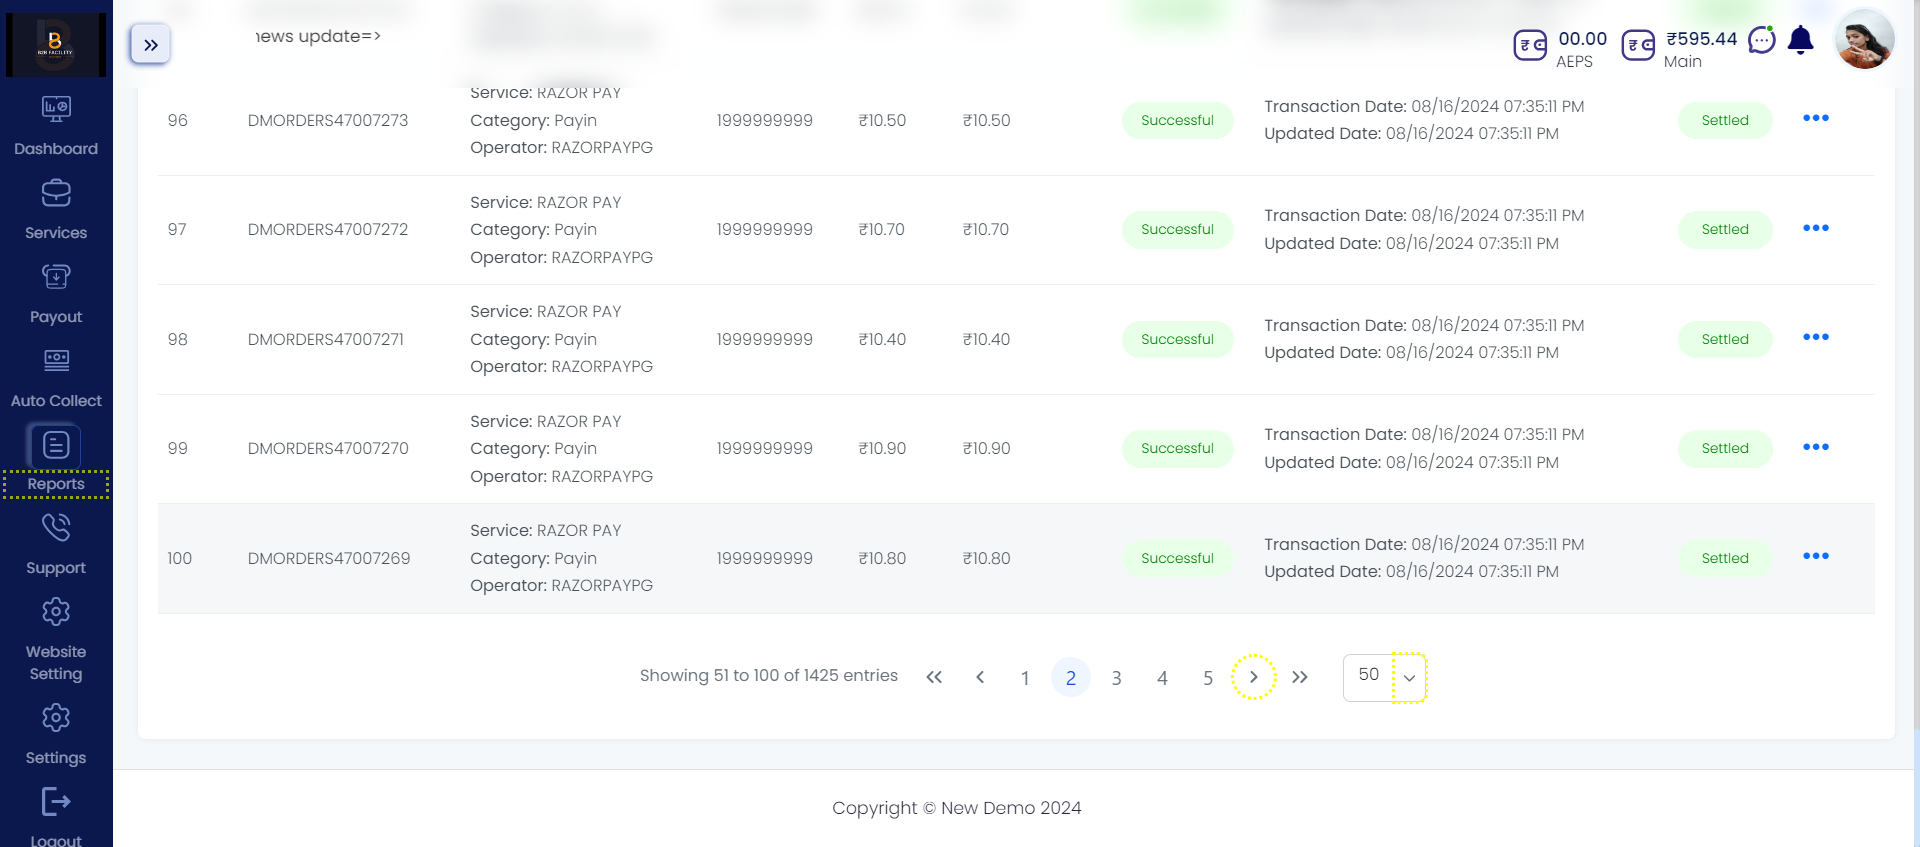 B2B FACILITY
news update=>
00.00
AEPS
₹595.44
Main
Dashboard
Services
Payout
Auto Collect
Reports
Support
Website
Setting
Settings
Logout
Service: RAZOR PAY
96 DMORDERS47007273 Category: Payin 1999999999 ₹10.50 ₹10.50 Successful Transaction Date: 08/16/2024 07:35:11 PM Settled
Operator: RAZORPAYPG Updated Date: 08/16/2024 07:35:11 PM
Service: RAZOR PAY
97 DMORDERS47007272 Category: Payin 1999999999 ₹10.70 ₹10.70 Successful Transaction Date: 08/16/2024 07:35:11 PM Settled
Operator: RAZORPAYPG Updated Date: 08/16/2024 07:35:11 PM
Service: RAZOR PAY
98 DMORDERS47007271 Category: Payin 1999999999 ₹10.40 ₹10.40 Successful Transaction Date: 08/16/2024 07:35:11 PM Settled
Operator: RAZORPAYPG Updated Date: 08/16/2024 07:35:11 PM
Service: RAZOR PAY
99 DMORDERS47007270 Category: Payin 1999999999 ₹10.90 ₹10.90 Successful Transaction Date: 08/16/2024 07:35:11 PM Settled
Operator: RAZORPAYPG Updated Date: 08/16/2024 07:35:11 PM
Service: RAZOR PAY
100 DMORDERS47007269 Category: Payin 1999999999 ₹10.80 ₹10.80 Successful Transaction Date: 08/16/2024 07:35:11 PM Settled
Operator: RAZORPAYPG Updated Date: 08/16/2024 07:35:11 PM
Showing 51 to 100 of 1425 entries « ‹ 1 2 3 4 5 › » 50
Copyright © New Demo 2024